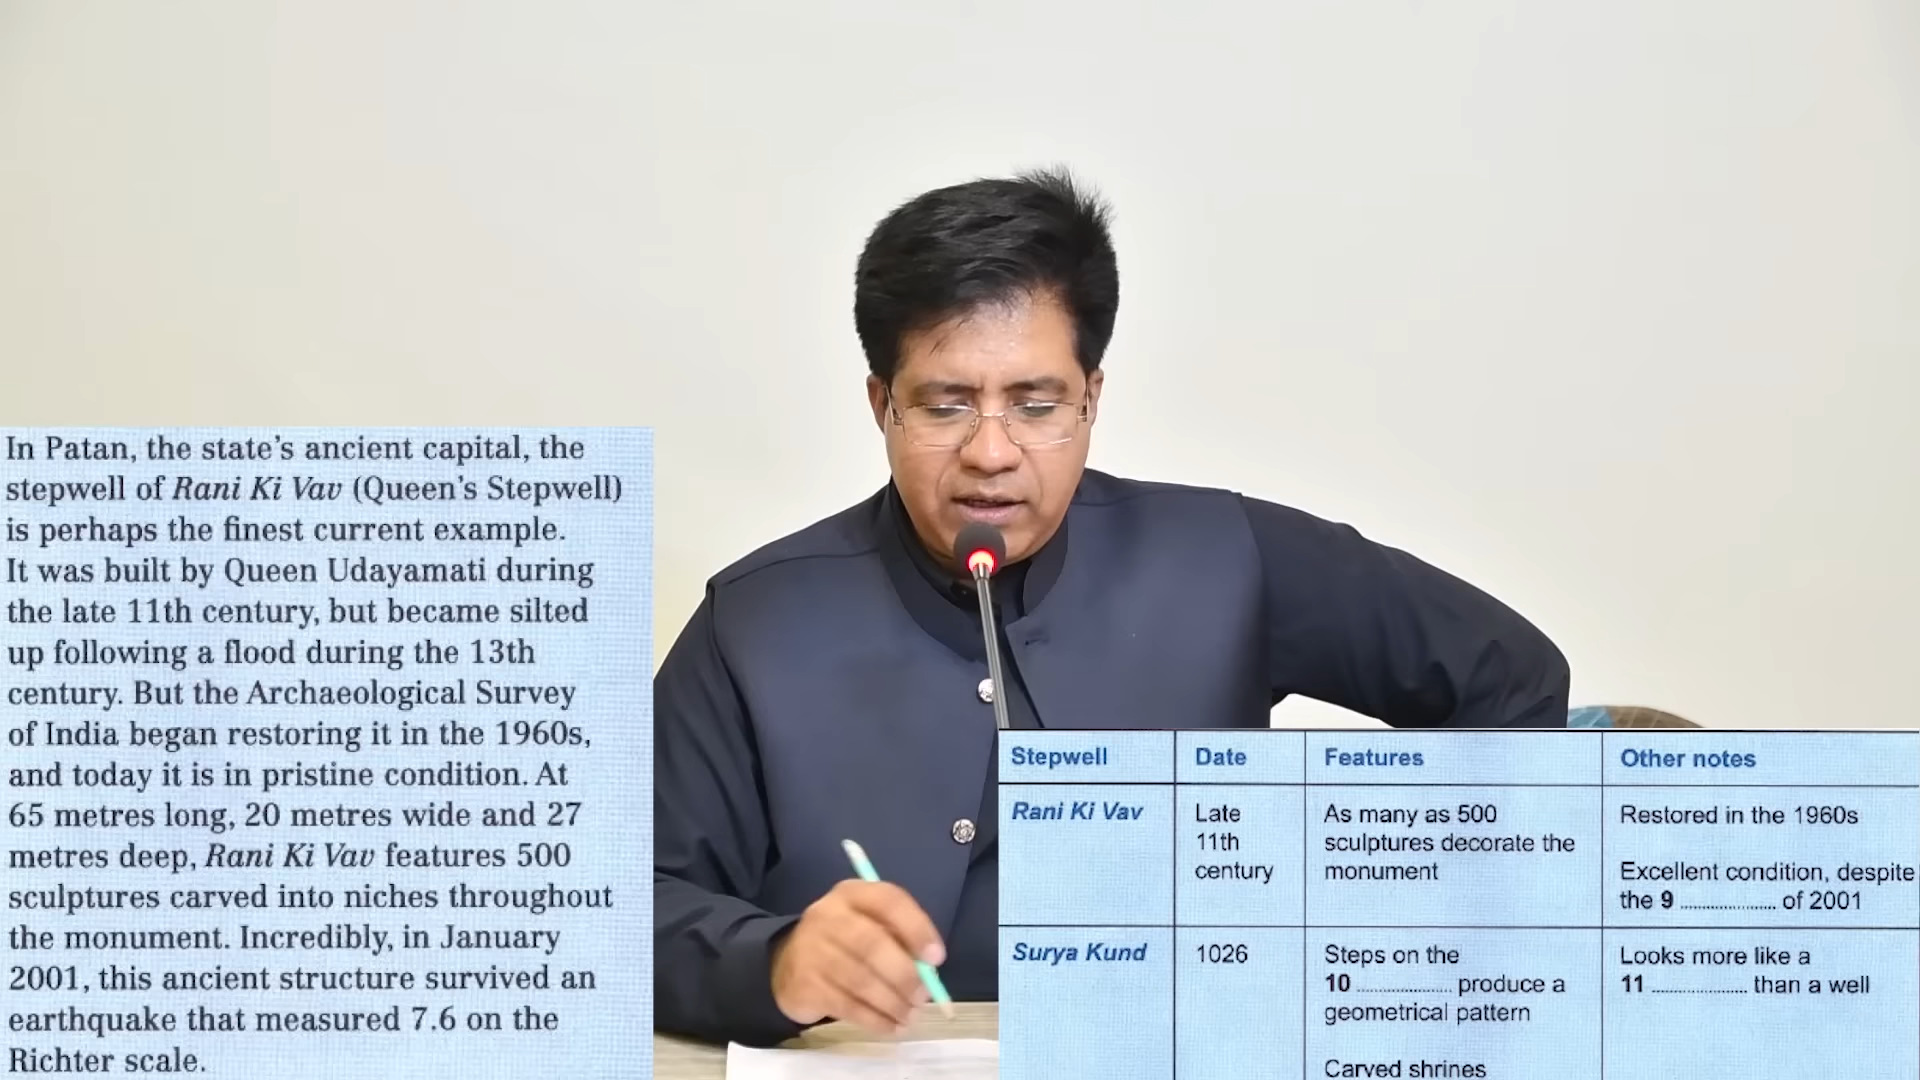 In Patan, the state's ancient capital, the
stepwell of Rani Ki Vav (Queen's Stepwell)
is perhaps the finest current example.
It was built by Queen Udayamati during
the late 11th century, but became silted
up following a flood during the 13th
century. But the Archaeological Survey
of India began restoring it in the 1960s,
and today it is in pristine condition. At
65 metres long, 20 metres wide and 27
metres deep, Rani Ki Vav features 500
sculptures carved into niches throughout
the monument. Incredibly, in January
2001, this ancient structure survived an
earthquake that measured 7.6 on the
Richter scale.
Stepwell Date Features Other notes
Rani Ki Vav
Late
11th
century
As many as 500
sculptures decorate the
monument
Restored in the 1960s
Excellent condition, despite
the 9 .................... of 2001
Surya Kund
1026
Steps on the
10 .................... produce a
geometrical pattern
Carved shrines
Looks more like a
11 .................... than a well